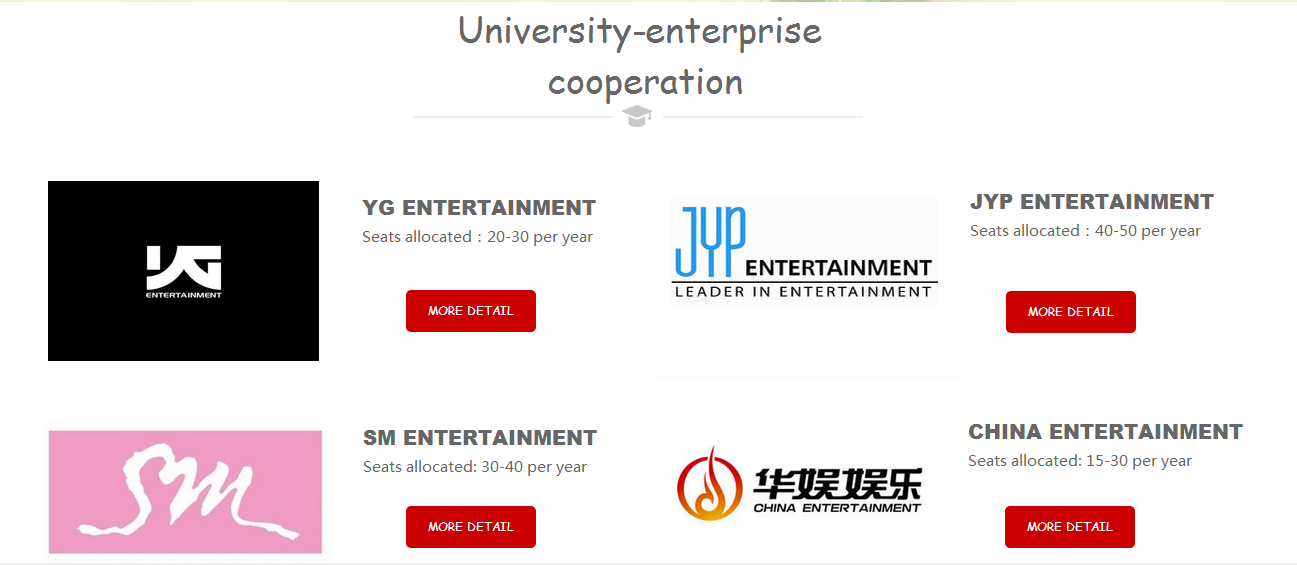 University-enterprise
cooperation
YG
ENTERTAINMENT
YG ENTERTAINMENT
Seats allocated：20-30 per year
MORE DETAIL
JYP ENTERTAINMENT
LEADER IN ENTERTAINMENT
JYP ENTERTAINMENT
Seats allocated：40-50 per year
MORE DETAIL
SM
SM ENTERTAINMENT
Seats allocated: 30-40 per year
MORE DETAIL
华娱娱乐
CHINA ENTERTAINMENT
CHINA ENTERTAINMENT
Seats allocated: 15-30 per year
MORE DETAIL